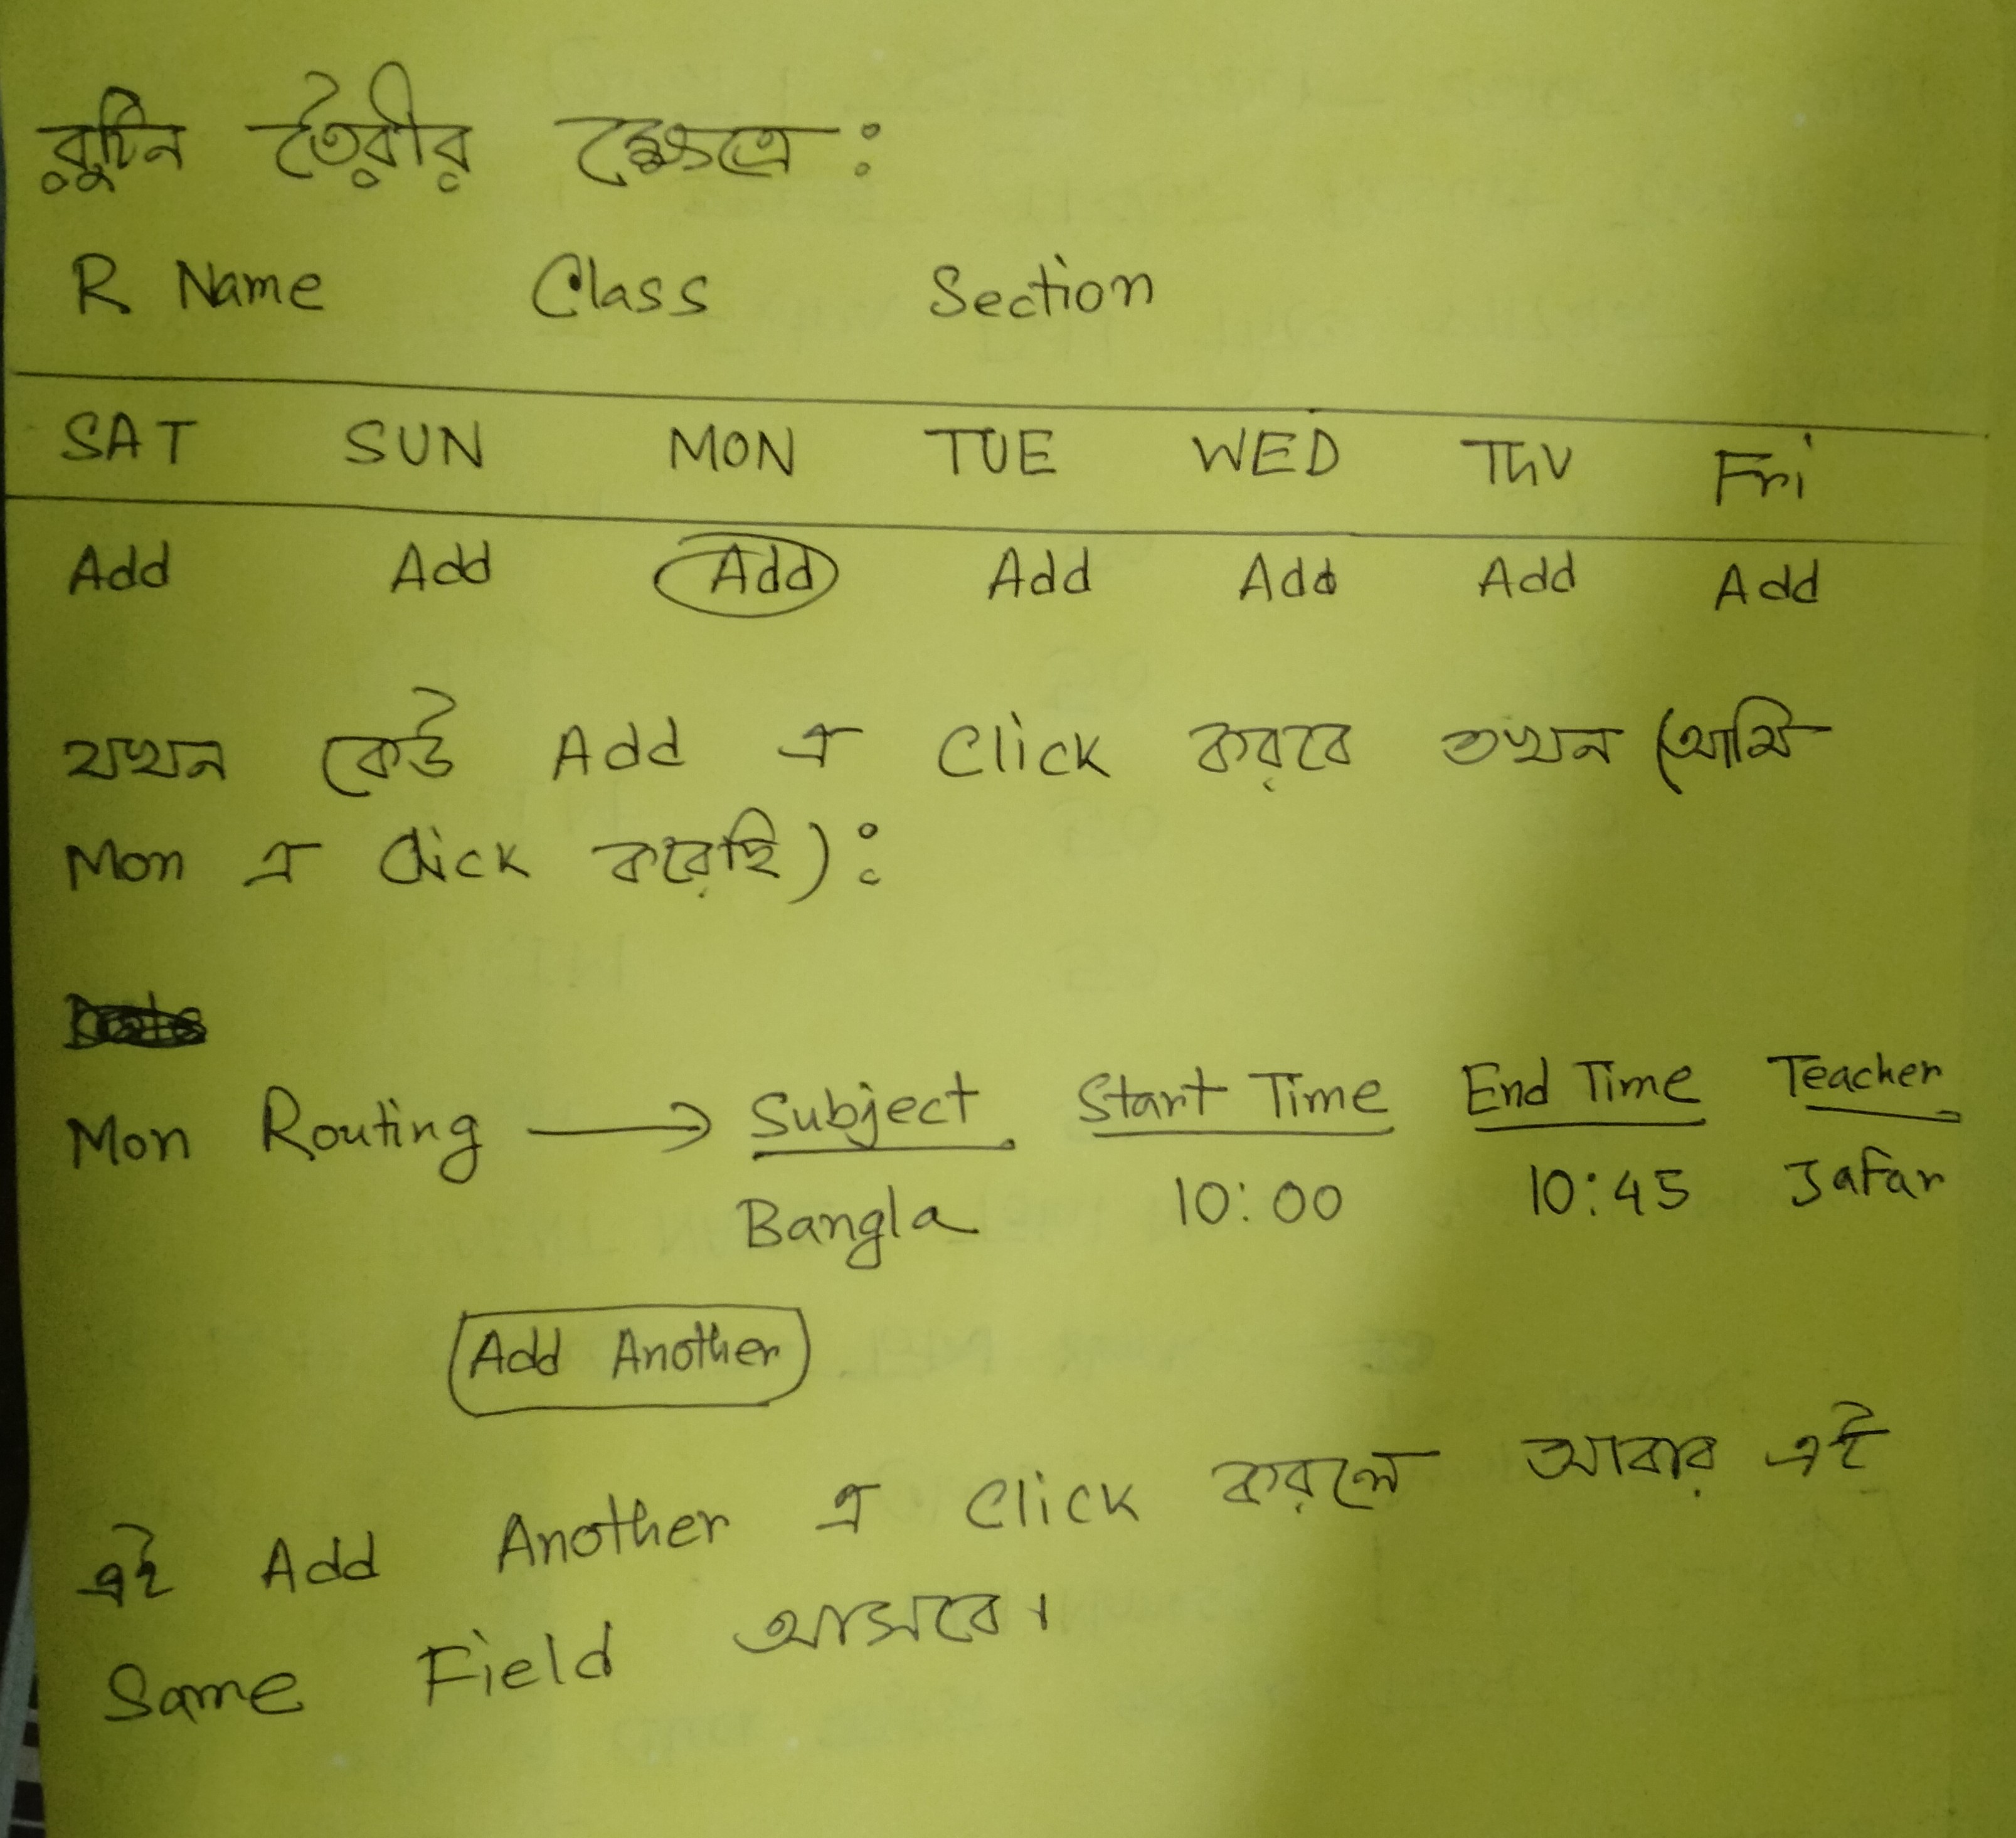 রুটিন তৈরীর ক্ষেত্রে :
R Name Class Section
SAT SUN MON TUE WED THU Fri
Add Add Add Add Add Add Add
যখন কেউ Add এ Click করবে তখন (আমি
Mon এ Click করেছি) :
Mon Routing → Subject Start Time End Time Teacher
Bangla 10:00 10:45 Jafar
Add Another
এই Add Another এ Click করলে আবার এই
Same Field আসবে।